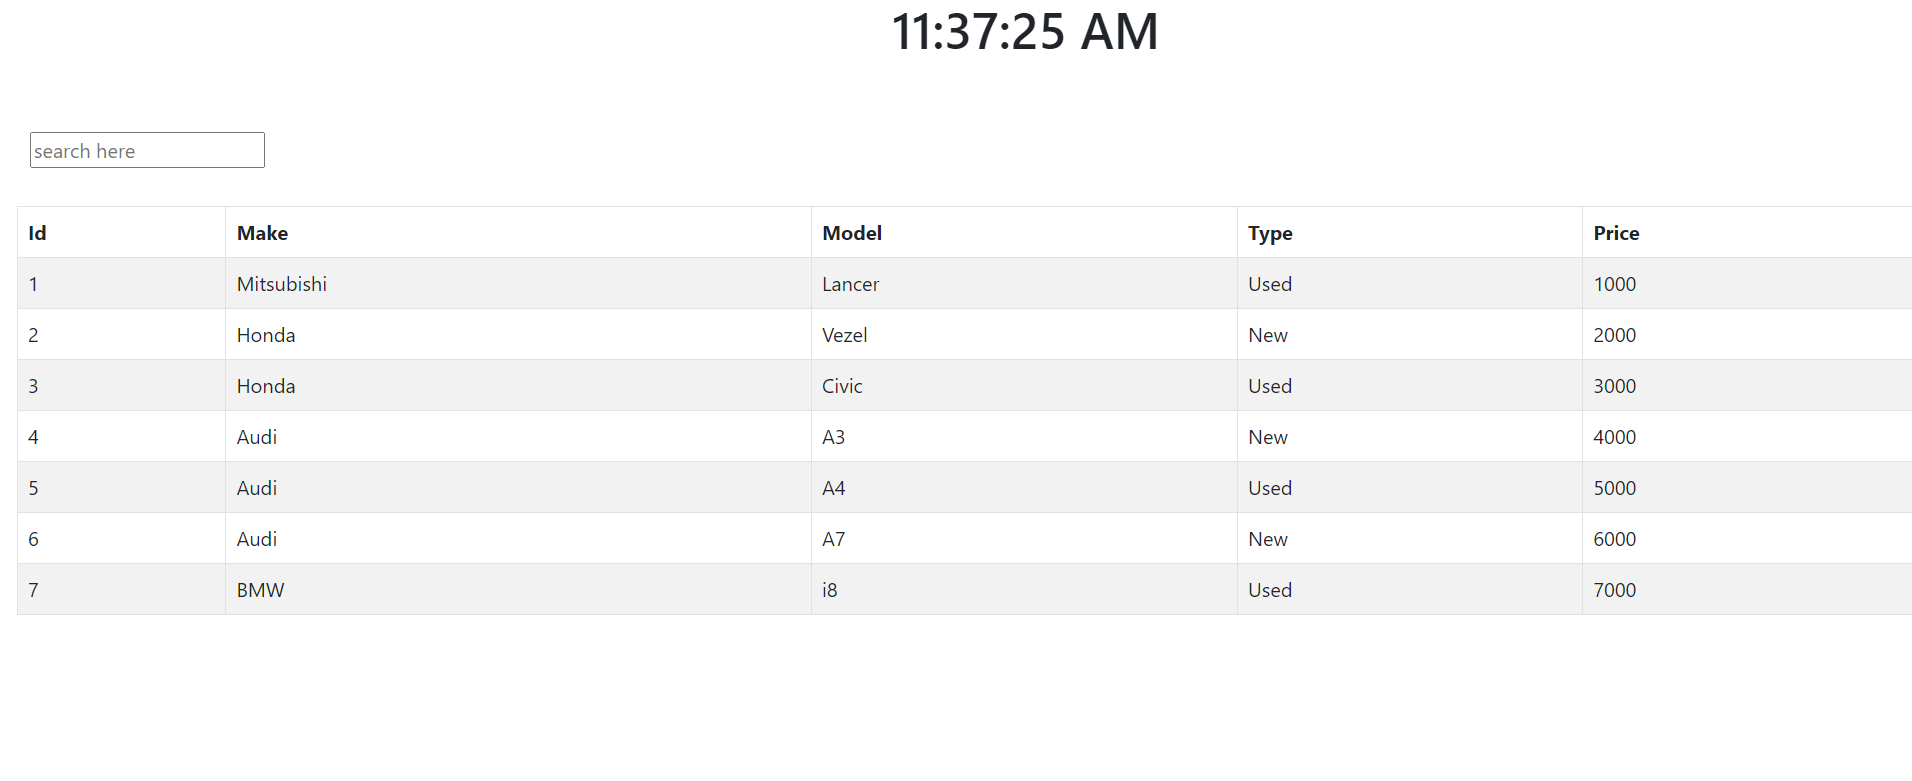 11:37:25 AM
search here
Id Make Model Type Price
1 Mitsubishi Lancer Used 1000
2 Honda Vezel New 2000
3 Honda Civic Used 3000
4 Audi A3 New 4000
5 Audi A4 Used 5000
6 Audi A7 New 6000
7 BMW i8 Used 7000